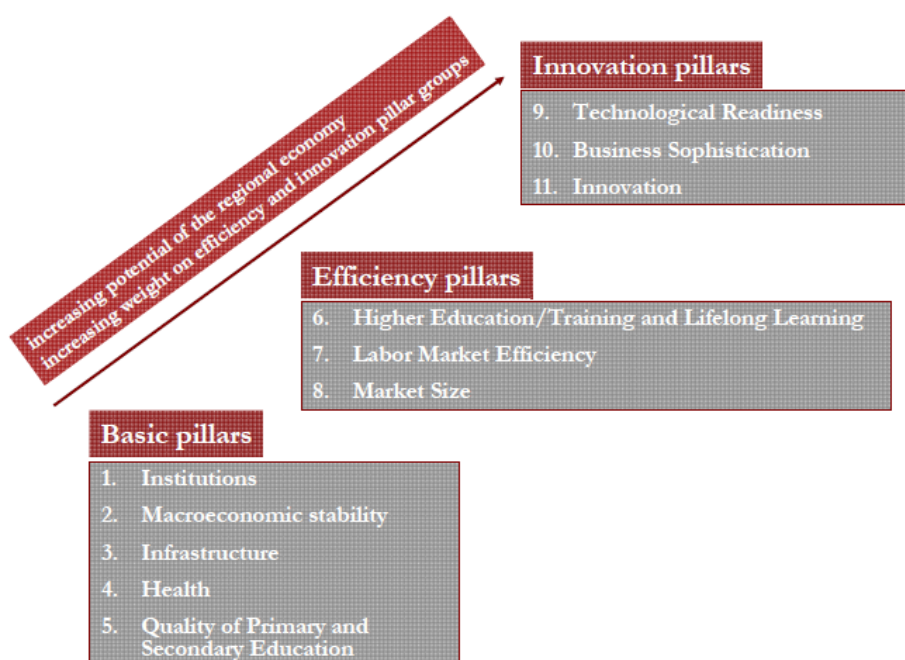 increasing potential of the regional economy
increasing weight on efficiency and innovation pillar groups
Innovation pillars
9. Technological Readiness
10. Business Sophistication
11. Innovation
Efficiency pillars
6. Higher Education/Training and Lifelong Learning
7. Labor Market Efficiency
8. Market Size
Basic pillars
1. Institutions
2. Macroeconomic stability
3. Infrastructure
4. Health
5. Quality of Primary and
Secondary Education